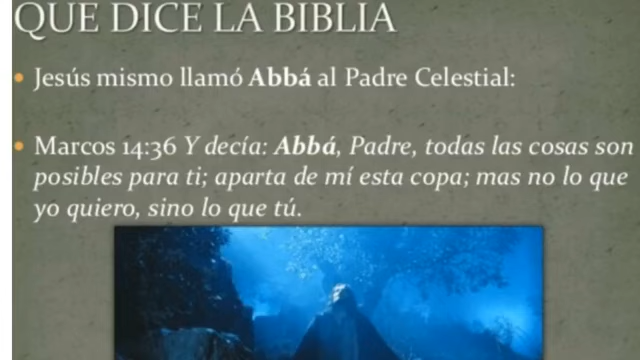 QUE DICE LA BIBLIA
Jesús mismo llamó Abbá al Padre Celestial:
Marcos 14:36 Y decía: Abbá, Padre, todas las cosas son
posibles para ti; aparta de mí esta copa; mas no lo que
yo quiero, sino lo que tú.